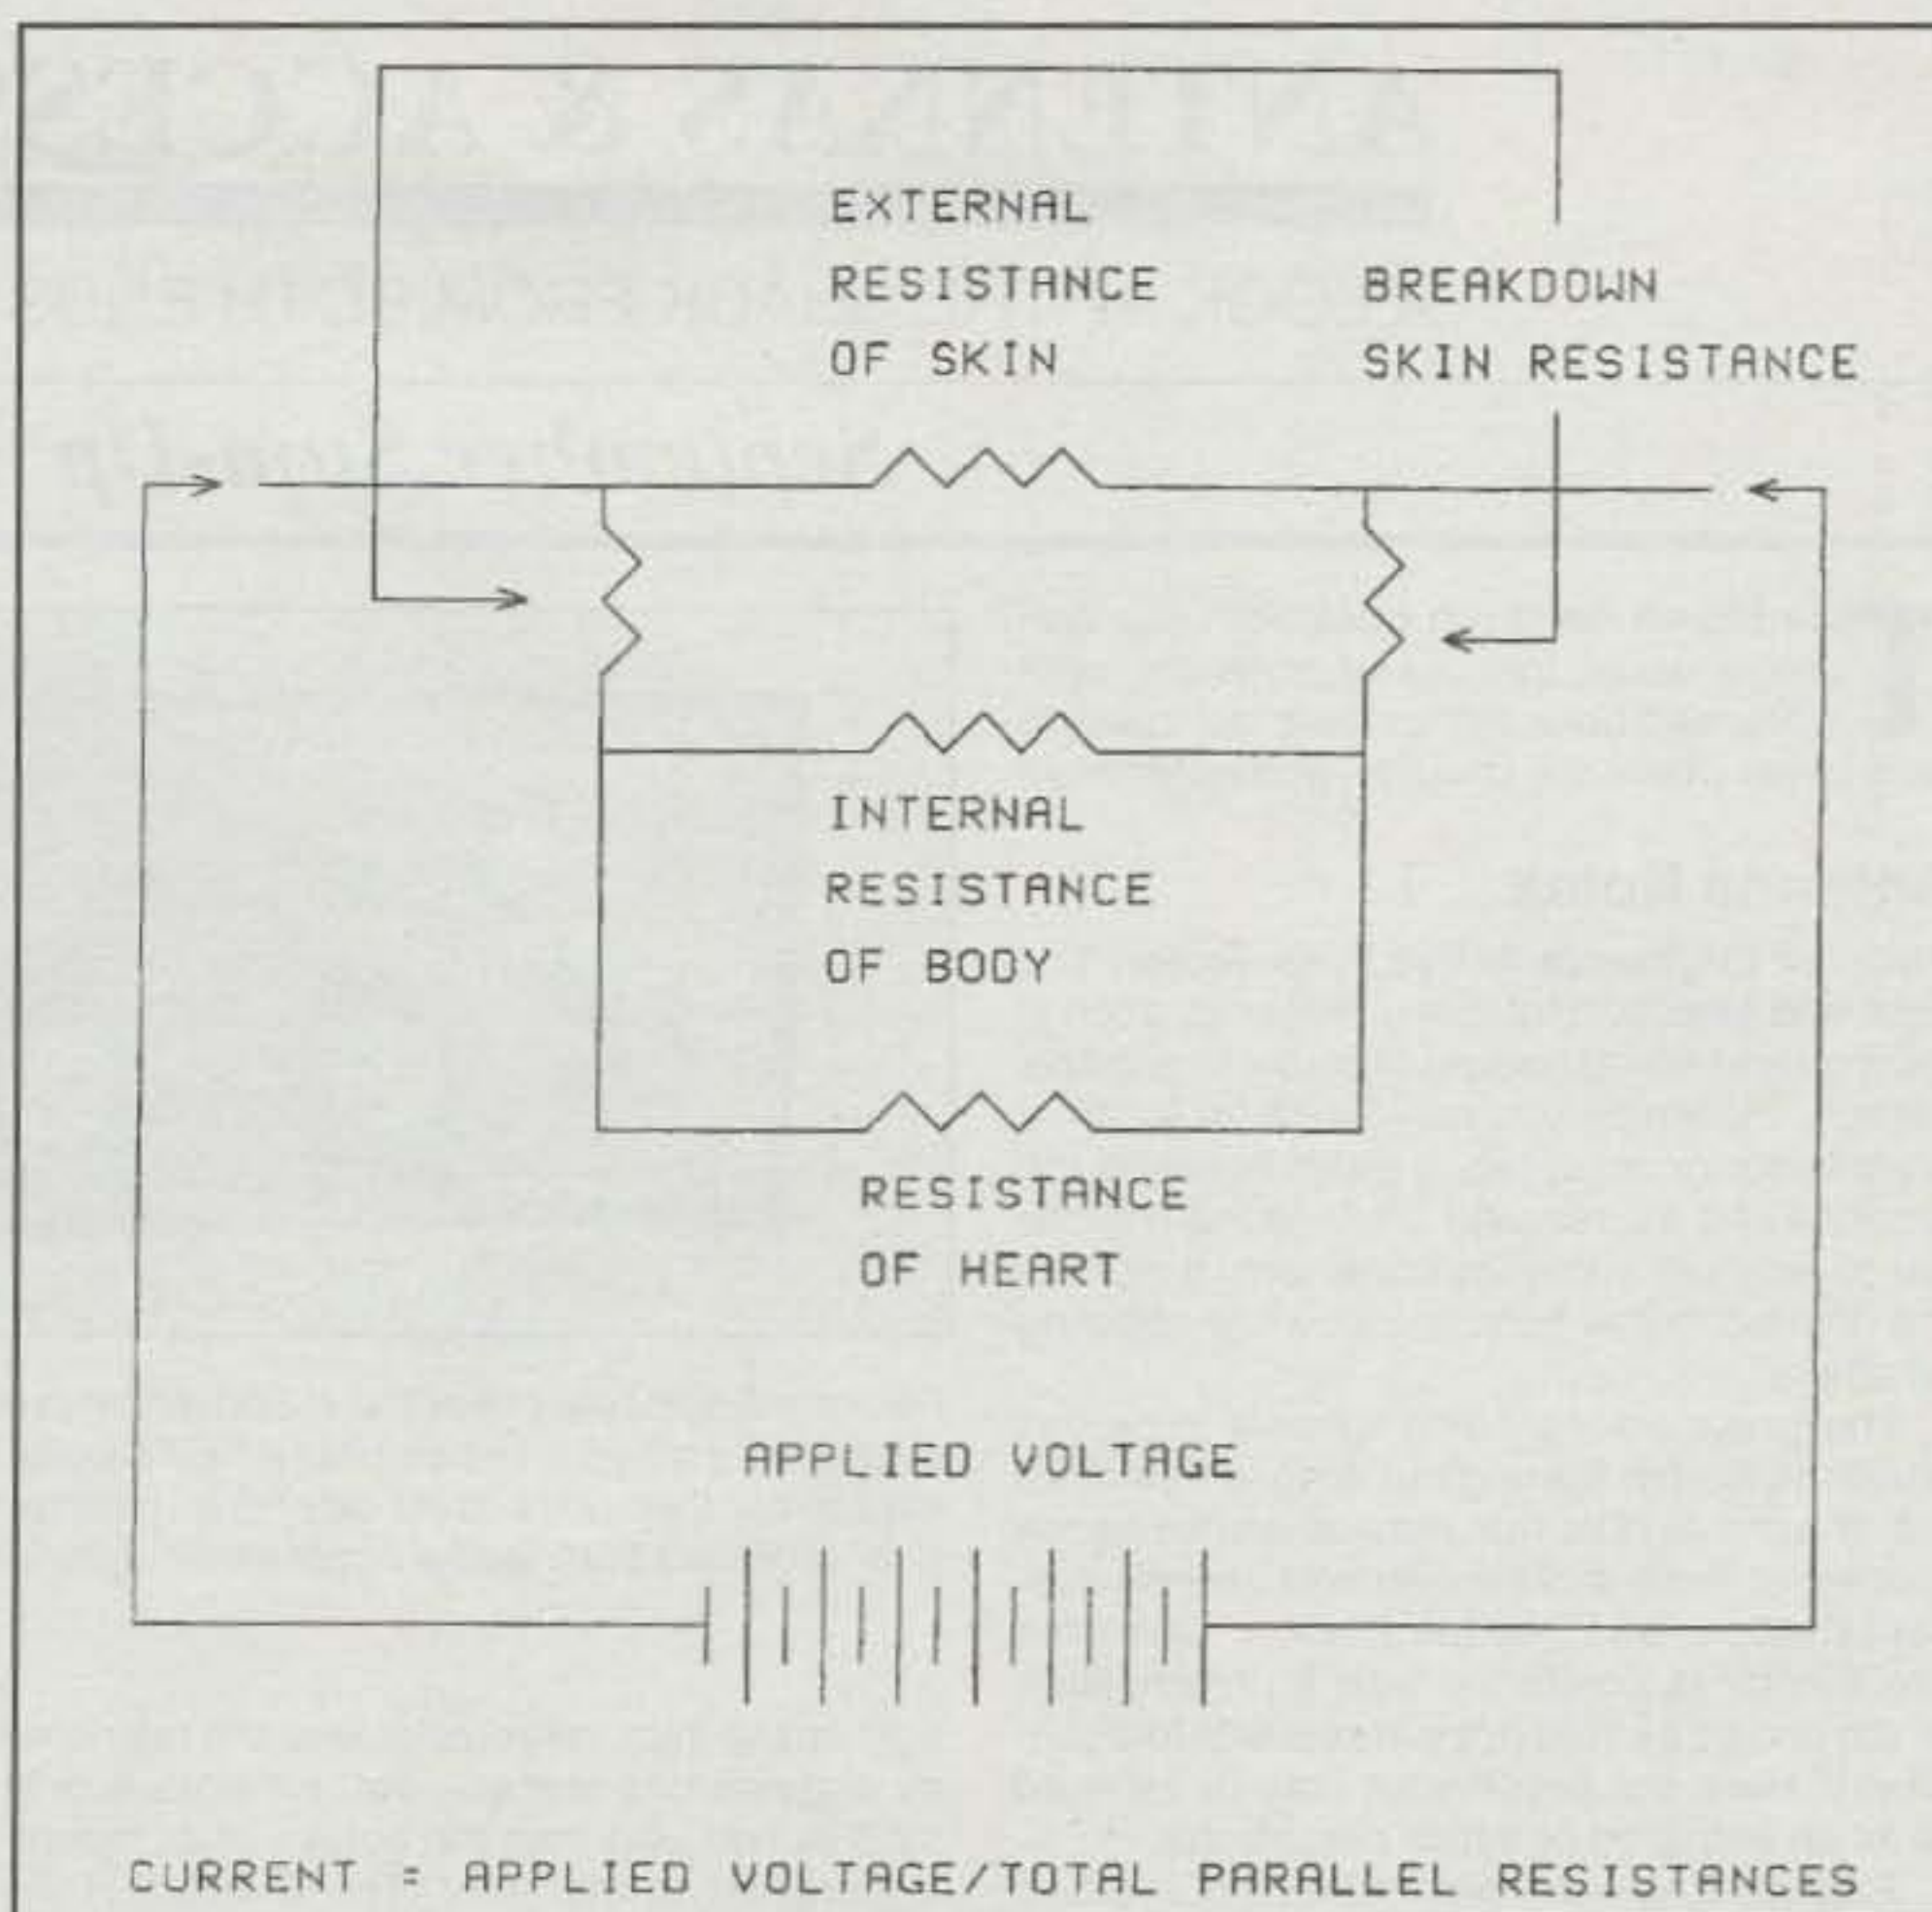 EXTERNAL
RESISTANCE
OF SKIN
BREAKDOWN
SKIN RESISTANCE
INTERNAL
RESISTANCE
OF BODY
RESISTANCE
OF HEART
APPLIED VOLTAGE
CURRENT = APPLIED VOLTAGE/TOTAL PARALLEL RESISTANCES